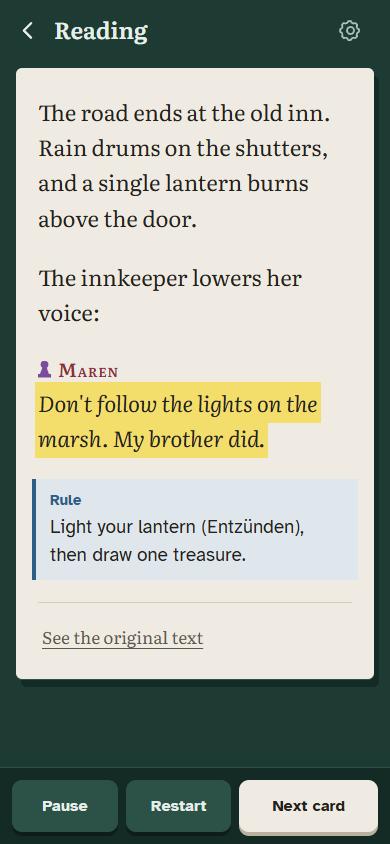 Reading
The road ends at the old inn.
Rain drums on the shutters,
and a single lantern burns
above the door.
The innkeeper lowers her
voice:
Maren
Don't follow the lights on the
marsh. My brother did.
Rule
Light your lantern (Entzünden),
then draw one treasure.
See the original text
Pause
Restart
Next card